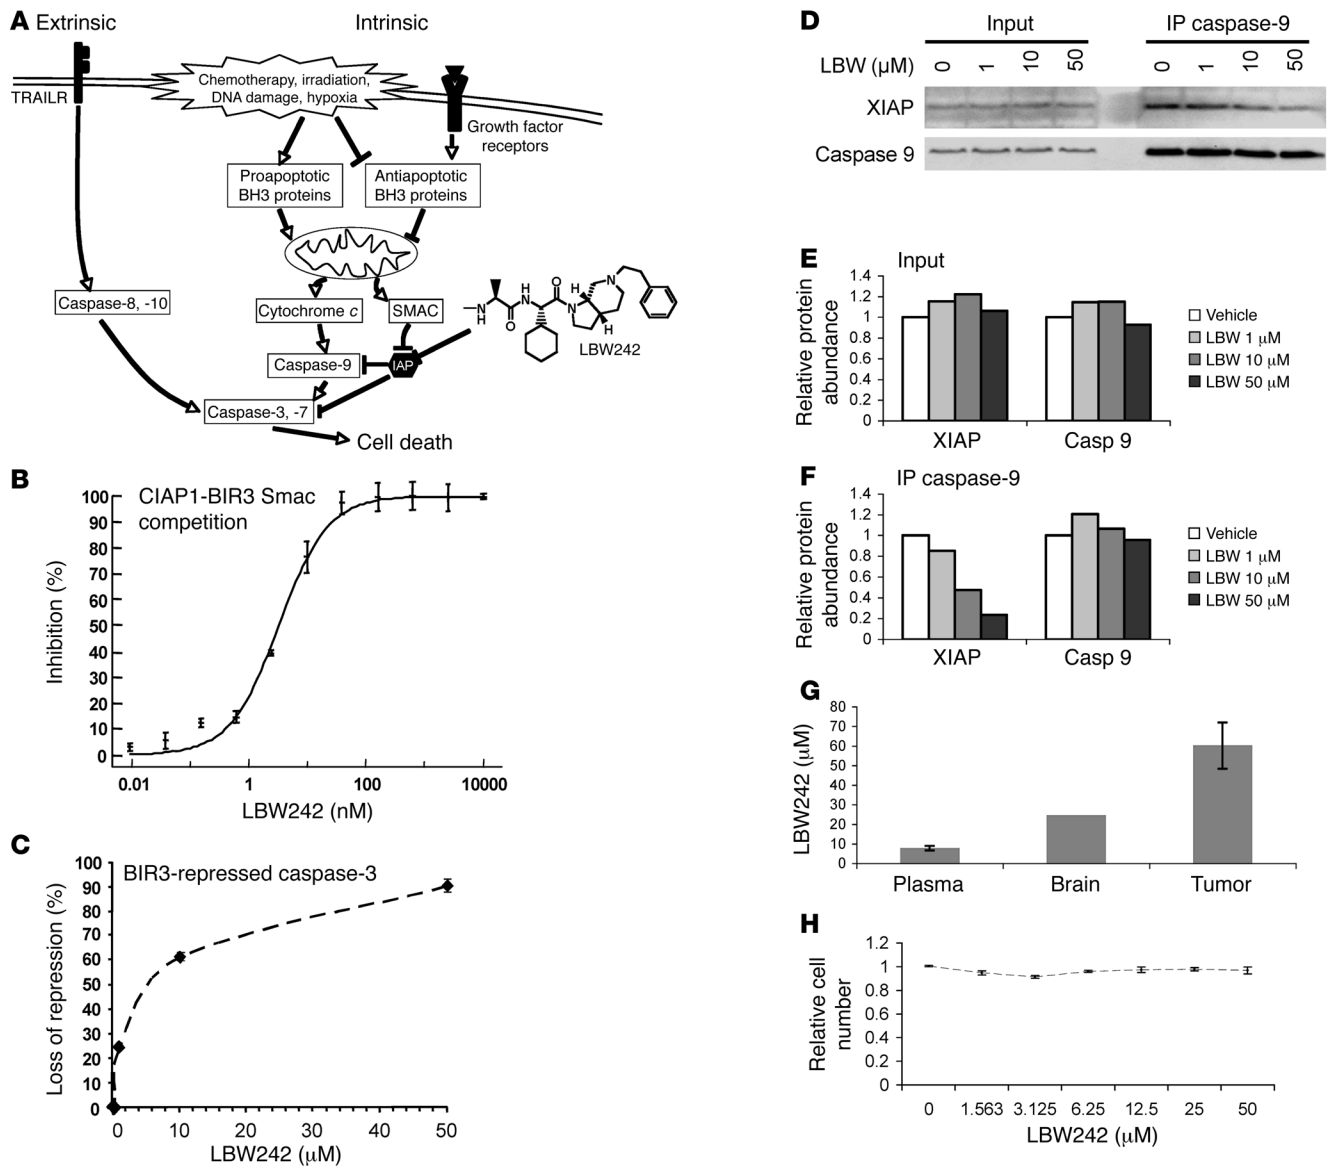 A Extrinsic
Intrinsic
TRAILR
Chemotherapy, irradiation,
DNA damage, hypoxia
Growth factor
receptors
Proapoptotic
BH3 proteins
Antiapoptotic
BH3 proteins
Caspase-8, -10
Cytochrome c
SMAC
Caspase-9
IAP
Caspase-3, -7
Cell death
N
H
O
H
N
O
N
H
H
N
LBW242
B
CIAP1-BIR3 Smac
competition
Inhibition (%)
100
90
80
70
60
50
40
30
20
10
0
0.01
1
100
10000
LBW242 (nM)
C
BIR3-repressed caspase-3
Loss of repression (%)
100
90
80
70
60
50
40
30
20
10
0
0
10
20
30
40
50
LBW242 (μM)
D
Input
IP caspase-9
LBW (μM)
0
1
10
50
0
1
10
50
XIAP
Caspase 9
E
Input
Relative protein
abundance
1.4
1.2
1
0.8
0.6
0.4
0.2
0
XIAP
Casp 9
Vehicle
LBW 1 μM
LBW 10 μM
LBW 50 μM
F
IP caspase-9
Relative protein
abundance
1.4
1.2
1
0.8
0.6
0.4
0.2
0
XIAP
Casp 9
Vehicle
LBW 1 μM
LBW 10 μM
LBW 50 μM
G
LBW242 (μM)
80
70
60
50
40
30
20
10
0
Plasma
Brain
Tumor
H
Relative cell
number
1.2
1
0.8
0.6
0.4
0.2
0
0
1.563
3.125
6.25
12.5
25
50
LBW242 (μM)